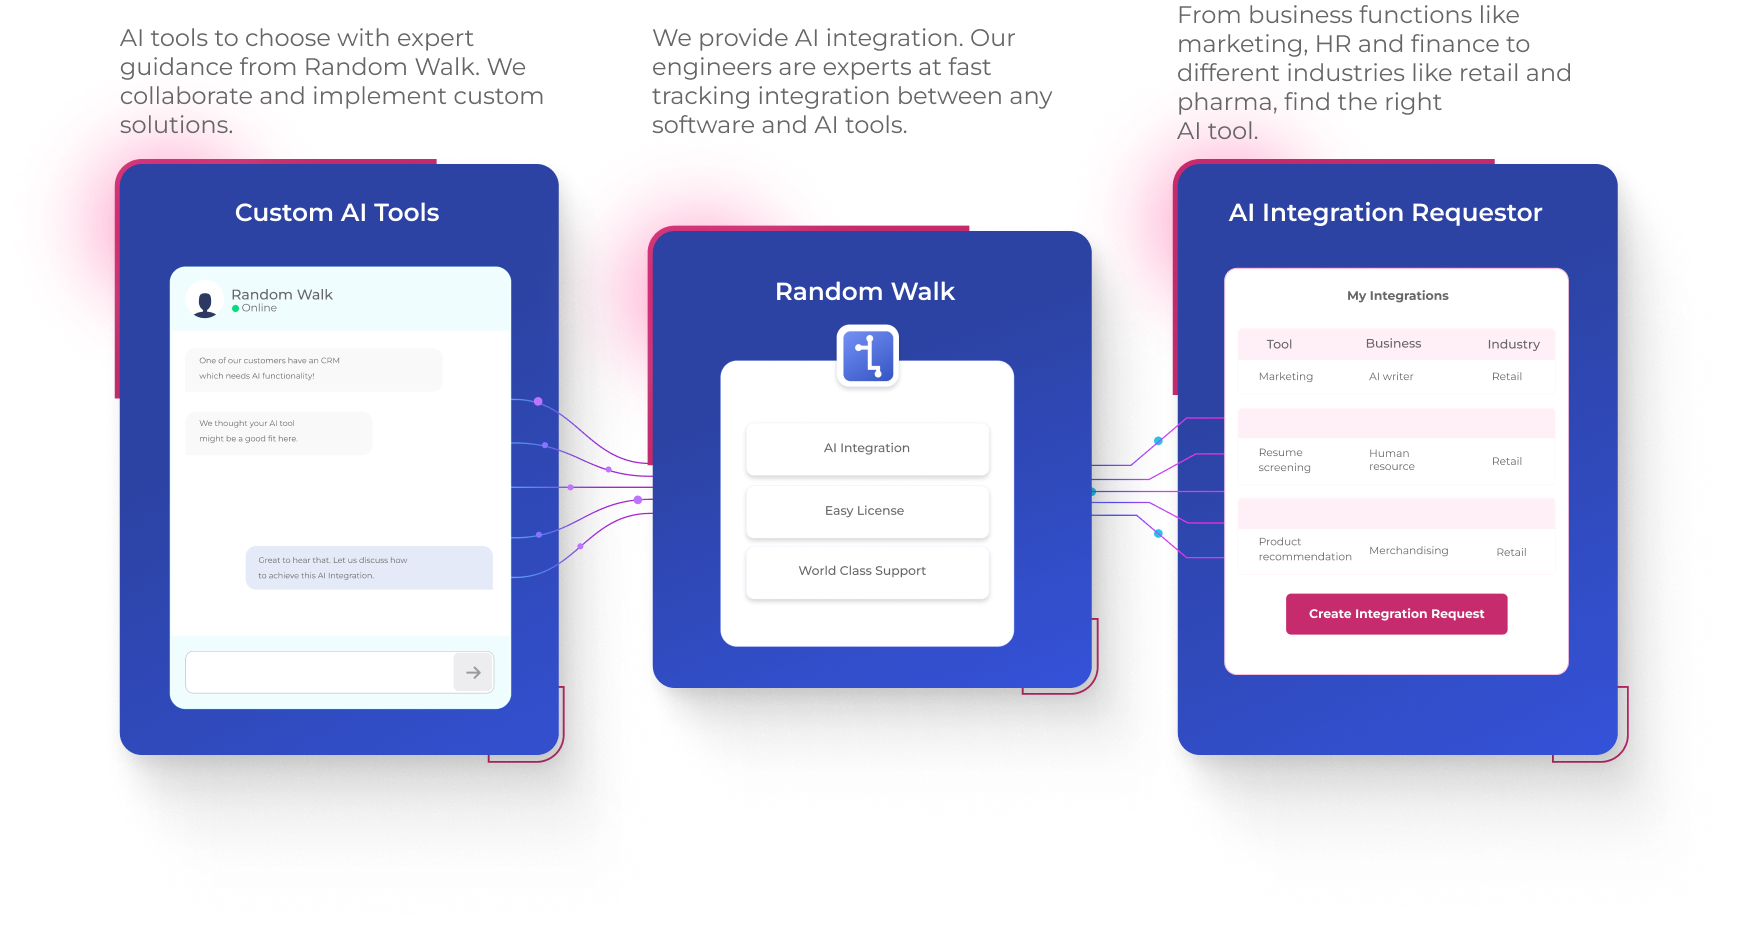 AI tools to choose with expert
guidance from Random Walk. We
collaborate and implement custom
solutions.
We provide AI integration. Our
engineers are experts at fast
tracking integration between any
software and AI tools.
From business functions like
marketing, HR and finance to
different industries like retail and
pharma, find the right
AI tool.
Custom AI Tools
Random Walk
Online
One of our customers have an CRM
which needs AI functionality!
We thought your AI tool
might be a good fit here.
Great to hear that. Let us discuss how
to achieve this AI Integration.
Random Walk
AI Integration
Easy License
World Class Support
AI Integration Requestor
My Integrations
Tool Business Industry
Marketing AI writer Retail
Resume
screening
Human
resource
Retail
Product
recommendation
Merchandising
Retail
Create Integration Request